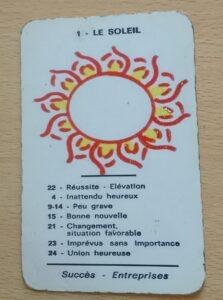 1 - LE SOLEIL
22 - Réussite - Elévation
4 - Inattendu heureux
9-14 - Peu grave
15 - Bonne nouvelle
21 - Changement,
situation favorable
23 - Imprévus sans importance
24 - Union heureuse
Succès - Entreprises